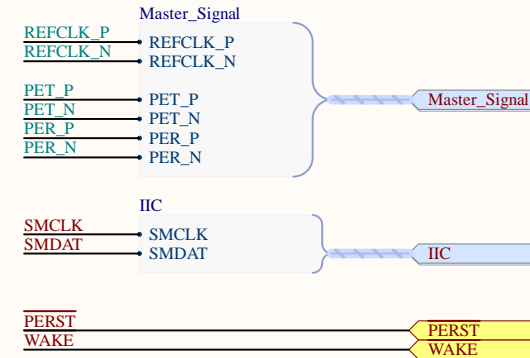 Master_Signal
REFCLK_P
REFCLK_P
REFCLK_N
REFCLK_N
PET_P
PET_P
Master_Signal
PET_N
PET_N
PER_P
PER_P
PER_N
PER_N
IIC
SMCLK
SMCLK
SMDAT
SMDAT
IIC
PERST
PERST
WAKE
WAKE